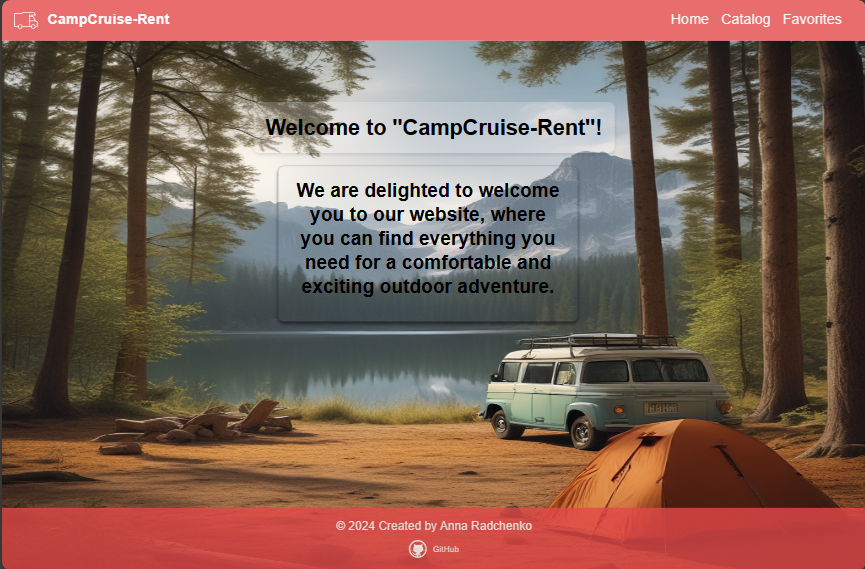 CampCruise-Rent
Home Catalog Favorites
Welcome to "CampCruise-Rent"!
We are delighted to welcome
you to our website, where
you can find everything you
need for a comfortable and
exciting outdoor adventure.
© 2024 Created by Anna Radchenko
GitHub